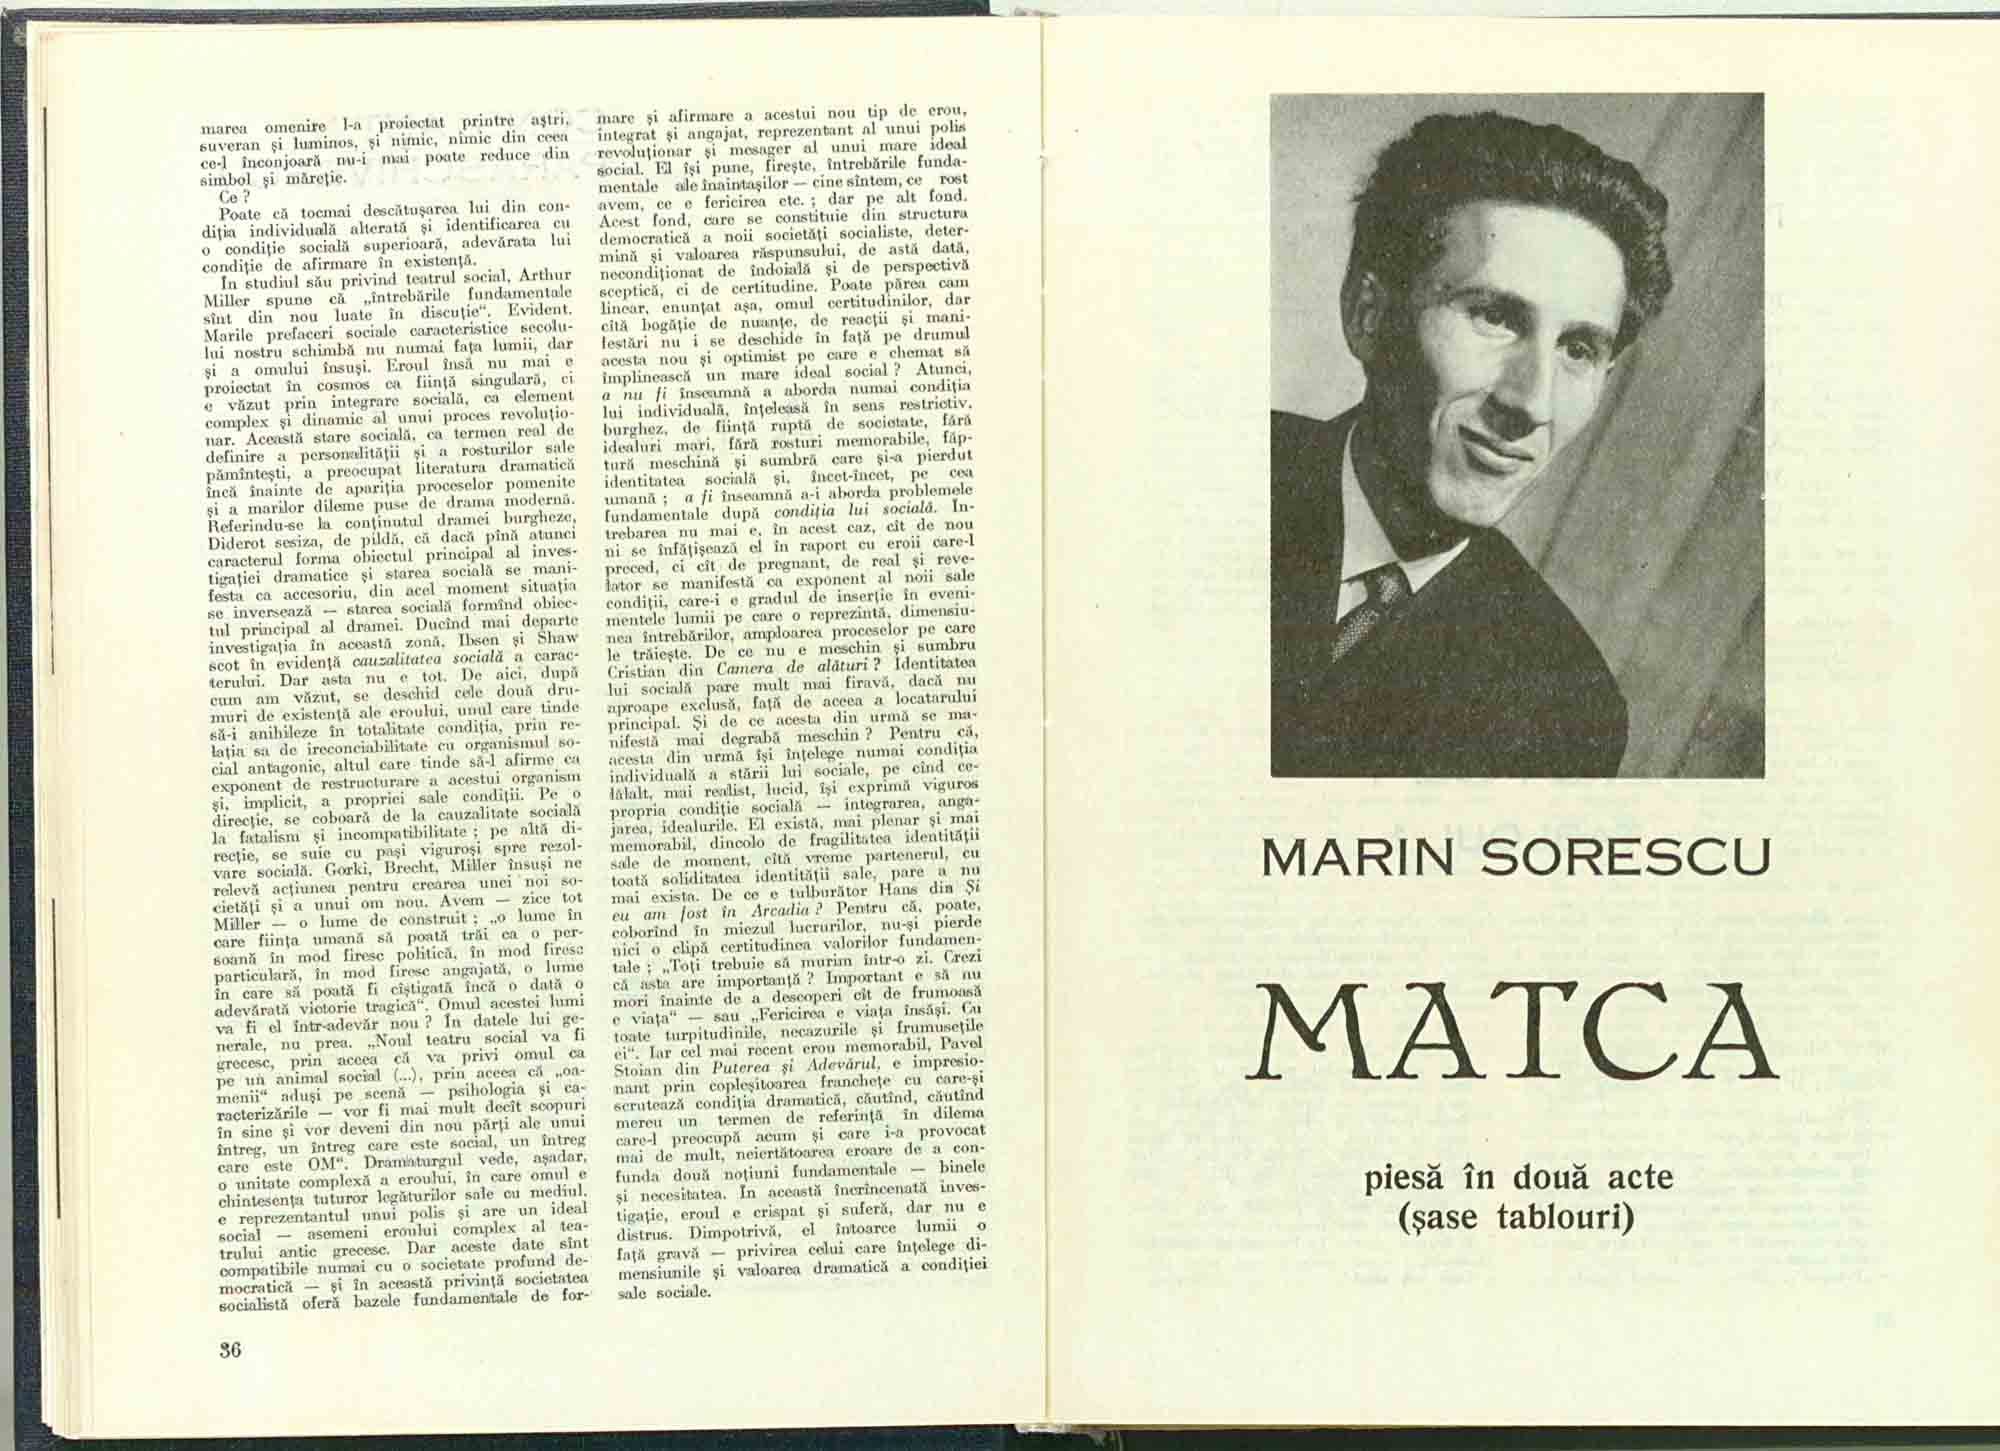 marea omenire l-a proiectat printre aştri,
suveran şi luminos, şi nimic, nimic din ceea
ce-l înconjoară nu-i mai poate reduce din
simbol şi măreţie.
Ce ?
Poate că tocmai descătuşarea lui din con-
diţia individuală alterată şi identificarea cu
o condiţie socială superioară, adevărata lui
condiţie de afirmare în existenţă.
In studiul său privind teatrul social, Arthur
Miller spune că „întrebările fundamentale
sînt din nou luate în discuţie“. Evident.
Marile prefaceri sociale caracteristice secolu-
lui nostru schimbă nu numai faţa lumii, dar
şi a omului însuşi. Eroul însă nu mai e
proiectat în cosmos ca fiinţă singulară, ci
e văzut prin integrare socială, ca element
complex şi dinamic al unui proces revoluţio-
nar. Această stare socială, ca termen real de
definire a personalităţii şi a rosturilor sale
pămînteşti, a preocupat literatura dramatică
încă înainte de apariţia proceselor pomenite
şi a marilor dileme puse de drama modernă.
Referindu-se la conţinutul dramei burgheze,
Diderot sesiza, de pildă, că dacă pînă atunci
caracterul forma obiectul principal al inves-
tigaţiei dramatice şi starea socială se mani-
festa ca accesoriu, din acel moment situaţia
se inversează — starea socială formînd obiec-
tul principal al dramei. Ducînd mai departe
investigaţia în această zonă, Ibsen şi Shaw
scot în evidenţă cauzalitatea socială a carac-
terului. Dar asta nu e tot. De aici, după
cum am văzut, se deschid cele două dru-
muri de existenţă ale eroului, unul care tinde
să-i anihileze în totalitate condiţia, prin re-
laţia sa de ireconciabilitate cu organismul so-
cial antagonic, altul care tinde să-l afirme ca
exponent de restructurare a acestui organism
şi, implicit, a propriei sale condiţii. Pe o
direcţie, se coboară de la cauzalitate socială
la fatalism şi incompatibilitate ; pe altă di-
recţie, se suie cu paşi viguroşi spre rezol-
vare socială. Gorki, Brecht, Miller însuşi ne
relevă acţiunea pentru crearea unei noi so-
cietăţi şi a unui om nou. Avem — zice tot
Miller — o lume de construit ; „o lume în
care fiinţa umană să poată trăi ca o per-
soană în mod firesc politică, în mod firesc
particulară, în mod firesc angajată, o lume
în care să poată fi cîştigată încă o dată o
adevărată victorie tragică“. Omul acestei lumi
va fi el într-adevăr nou ? În datele lui ge-
nerale, nu prea. „Noul teatru social va fi
grecesc, prin aceea că va privi omul ca
pe un animal social (...), prin aceea că „oa-
menii“ aduşi pe scenă — psihologia şi ca-
racterizările — vor fi mai mult decît scopuri
în sine şi vor deveni din nou părţi ale unui
întreg, un întreg care este social, un întreg
care este OM“. Dramaturgul vede, aşadar,
o unitate complexă a eroului, în care omul e
chintesenţa tuturor legăturilor sale cu mediul,
e reprezentantul unui polis şi are un ideal
social — asemeni eroului complex al tea-
trului antic grecesc. Dar aceste date sînt
compatibile numai cu o societate profund de-
mocratică — şi în această privinţă societatea
socialistă oferă bazele fundamentale de for-
36
mare şi afirmare a acestui nou tip de erou,
integrat şi angajat, reprezentant al unui polis
revoluţionar şi mesager al unui mare ideal
social. El îşi pune, fireşte, întrebările funda-
mentale ale înaintaşilor — cine sîntem, ce rost
avem, ce e fericirea etc. ; dar pe alt fond.
Acest fond, care se constituie din structura
democratică a noii societăţi socialiste, deter-
mină şi valoarea răspunsului, de astă dată,
necondiţionat de îndoială şi de perspectivă
sceptică, ci de certitudine. Poate părea cam
linear, enunţat aşa, omul certitudinilor, dar
cîtă bogăţie de nuanţe, de reacţii şi mani-
festări nu i se deschide în faţă pe drumul
acesta nou şi optimist pe care e chemat să
împlinească un mare ideal social ? Atunci,
a nu fi înseamnă a aborda numai condiţia
lui individuală, înţeleasă în sens restrictiv,
burghez, de fiinţă ruptă de societate, fără
idealuri mari, fără rosturi memorabile, făp-
tură meschină şi sumbră care şi-a pierdut
identitatea socială şi, încet-încet, pe cea
umană ; a fi înseamnă a-i aborda problemele
fundamentale după condiţia lui socială. În-
trebarea nu mai e, în acest caz, cît de nou
ni se înfăţişează el în raport cu eroii care-l
preced, ci cît de pregnant, de real şi reve-
lator se manifestă ca exponent al noii sale
condiţii, care-i e gradul de inserţie în eveni-
mentele lumii pe care o reprezintă, dimensiu-
nea întrebărilor, amploarea proceselor pe care
le trăieşte. De ce nu e meschin şi sumbru
Cristian din Camera de alături ? Identitatea
lui socială pare mult mai firavă, dacă nu
aproape exclusă, faţă de aceea a locatarului
principal. Şi de ce acesta din urmă se ma-
nifestă mai degrabă meschin ? Pentru că,
acesta din urmă îşi înţelege numai condiţia
individuală a stării lui sociale, pe cînd ce-
lălalt, mai realist, lucid, îşi exprimă viguros
propria condiţie socială — integrarea, anga-
jarea, idealurile. El există, mai plenar şi mai
memorabil, dincolo de fragilitatea identităţii
sale de moment, cîtă vreme partenerul, cu
toată soliditatea identităţii sale, pare a nu
mai exista. De ce e tulburător Hans din Şi
eu am fost în Arcadia ? Pentru că, poate,
coborînd în miezul lucrurilor, nu-şi pierde
nici o clipă certitudinea valorilor fundamen-
tale ; „Toţi trebuie să murim într-o zi. Crezi
că asta are importanţă ? Important e să nu
mori înainte de a descoperi cît de frumoasă
e viaţa“ — sau „Fericirea e viaţa însăşi. Cu
toate turpitudinile, necazurile şi frumuseţile
ei“. Iar cel mai recent erou memorabil, Pavel
Stoian din Puterea şi Adevărul, e impresio-
nant prin copleşitoarea francheţe cu care-şi
scrutează condiţia dramatică, căutînd, căutînd
mereu un termen de referinţă în dilema
care-l preocupă acum şi care i-a provocat
mai de mult, neiertătoarea eroare de a con-
funda două noţiuni fundamentale — binele
şi necesitatea. In această încrîncenată inves-
tigaţie, eroul e crispat şi suferă, dar nu e
distrus. Dimpotrivă, el întoarce lumii o
faţă gravă — privirea celui care înţelege di-
mensiunile şi valoarea dramatică a condiţiei
sale sociale.
MARIN SORESCU
MATCA
piesă în două acte
(şase tablouri)